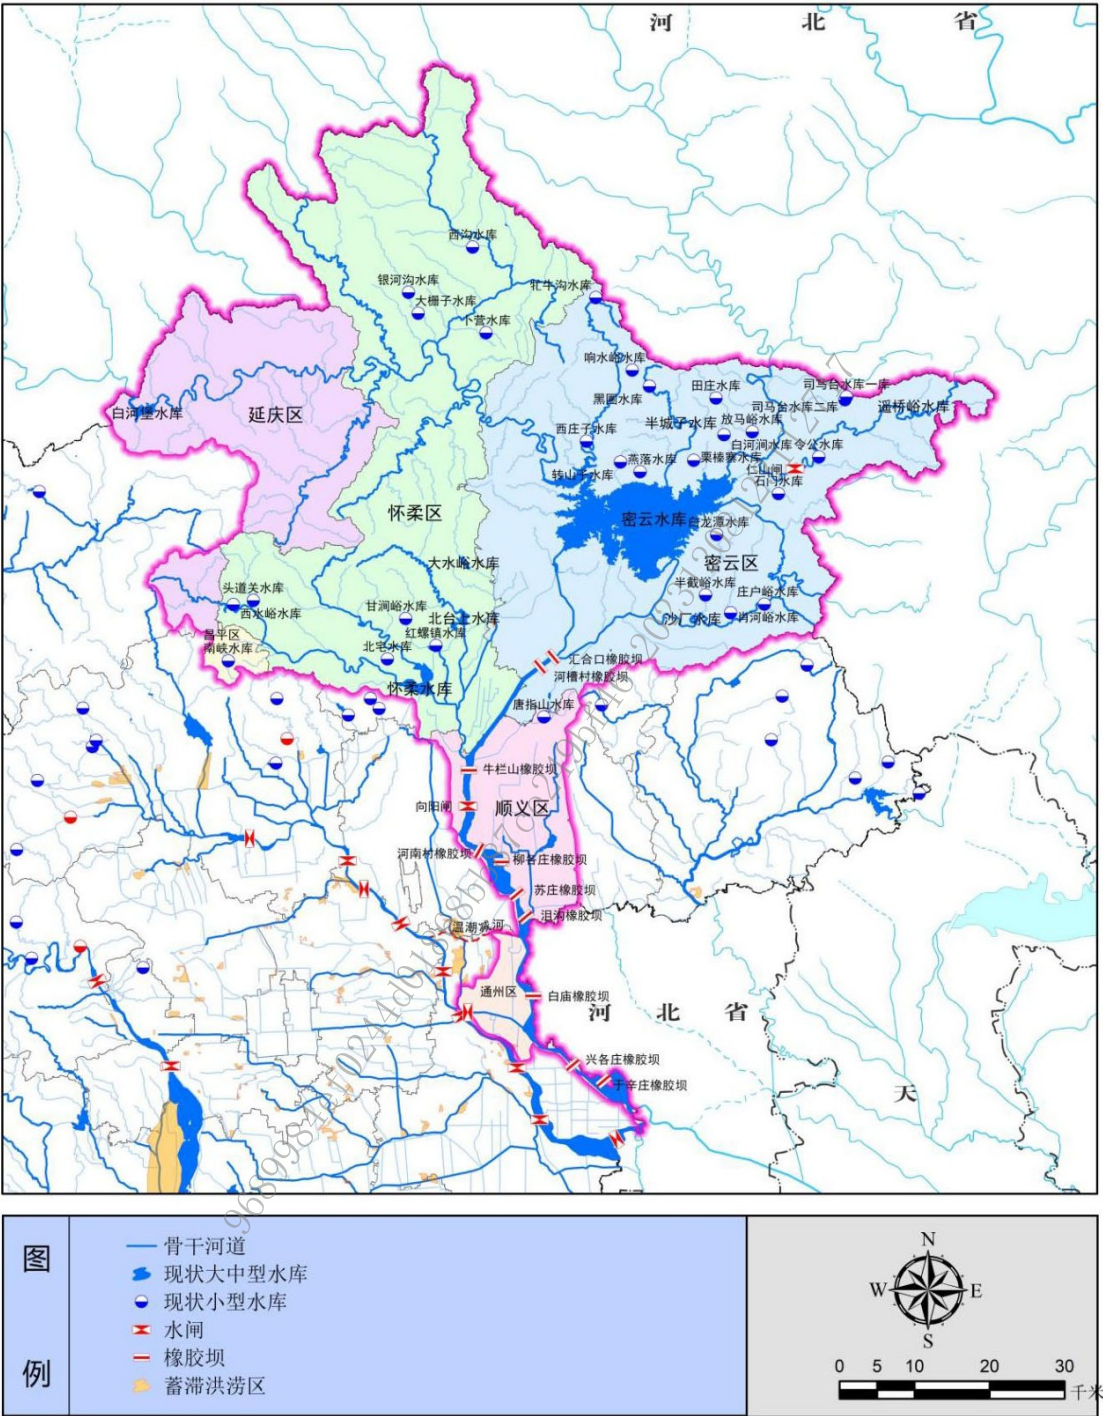 河 北 省
西沟水库
银河沟水库
牤牛沟水库
大栅子水库
卜营水库
响水峪水库
白河堡水库
延庆区
黑圈水库
田庄水库
司马台水库一库
司马台水库二库
遥桥峪水库
西庄子水库
半城子水库
放马峪水库
白河涧水库
令公水库
转山子水库
燕落水库
栗榛寨水库
仁山闸
石门水库
怀柔区
密云水库
白龙潭水库
大水峪水库
密云区
头道关水库
西水峪水库
甘涧峪水库
北台上水库
半截峪水库
庄户峪水库
沙厂水库
肖河峪水库
昌平区
南峡水库
红螺镇水库
北宅水库
怀柔水库
汇合口橡胶坝
河槽村橡胶坝
唐指山水库
牛栏山橡胶坝
向阳闸
顺义区
河南村橡胶坝
柳各庄橡胶坝
苏庄橡胶坝
泪沟橡胶坝
温潮减河
通州区
白庙橡胶坝
河 北 省
兴各庄橡胶坝
于辛庄橡胶坝
天
图
例
骨干河道
现状大中型水库
现状小型水库
水闸
橡胶坝
蓄滞洪涝区
N
W E
S
0 5 10 20 30
千米